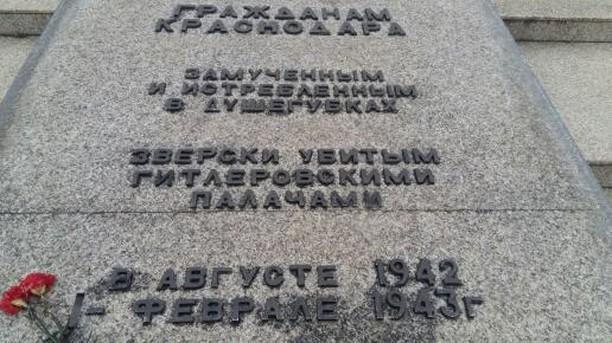 ГРАЖДАНАМ
КРАСНОДАРА
ЗАМУЧЕННЫМ
И ИСТРЕБЛЕННЫМ
В ДУШЕГУБКАХ
ЗВЕРСКИ УБИТЫМ
ГИТЛЕРОВСКИМИ
ПАЛАЧАМИ
В АВГУСТЕ 1942
/- ФЕВРАЛЕ 1943г